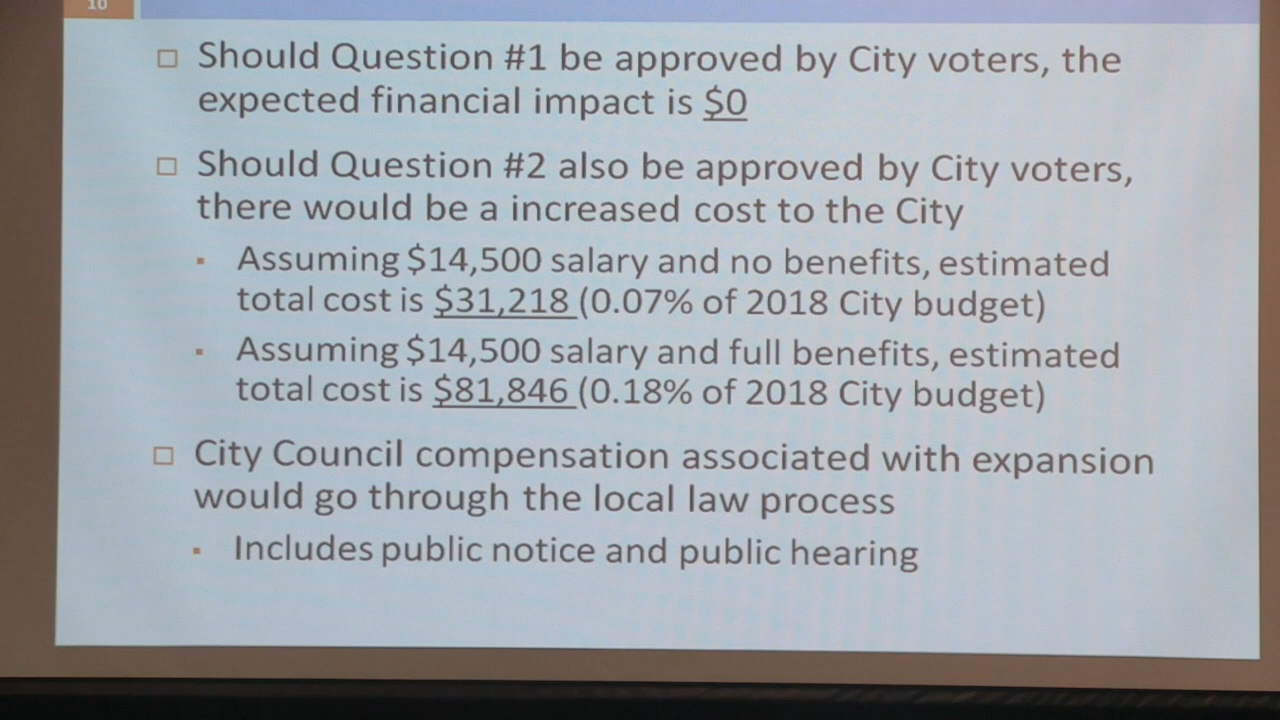 10
□ Should Question #1 be approved by City voters, the
expected financial impact is $0
□ Should Question #2 also be approved by City voters,
there would be a increased cost to the City
▪ Assuming $14,500 salary and no benefits, estimated
total cost is $31,218 (0.07% of 2018 City budget)
▪ Assuming $14,500 salary and full benefits, estimated
total cost is $81,846 (0.18% of 2018 City budget)
□ City Council compensation associated with expansion
would go through the local law process
▪ Includes public notice and public hearing